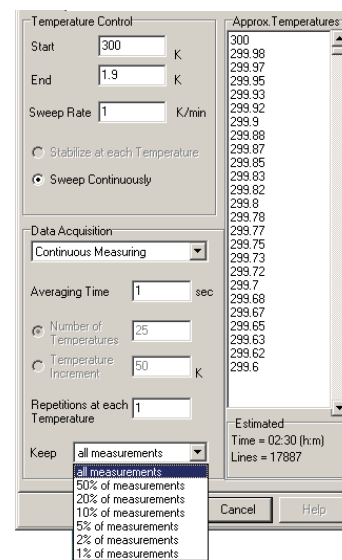 Temperature Control
Start 300 K
End 1.9 K
Sweep Rate 1 K/min
Stabilize at each Temperature
Sweep Continuously
Data Acquisition
Continuous Measuring
Averaging Time 1 sec
Number of
Temperatures 25
Temperature
Increment 50 K
Repetitions at each
Temperature 1
Keep all measurements
all measurements
50% of measurements
20% of measurements
10% of measurements
5% of measurements
2% of measurements
1% of measurements
Approx. Temperatures
300
299.98
299.97
299.95
299.93
299.92
299.9
299.88
299.87
299.85
299.83
299.82
299.8
299.78
299.77
299.75
299.73
299.72
299.7
299.68
299.67
299.65
299.63
299.62
299.6
Estimated
Time = 02:30 (h:m)
Lines = 17887
Cancel Help